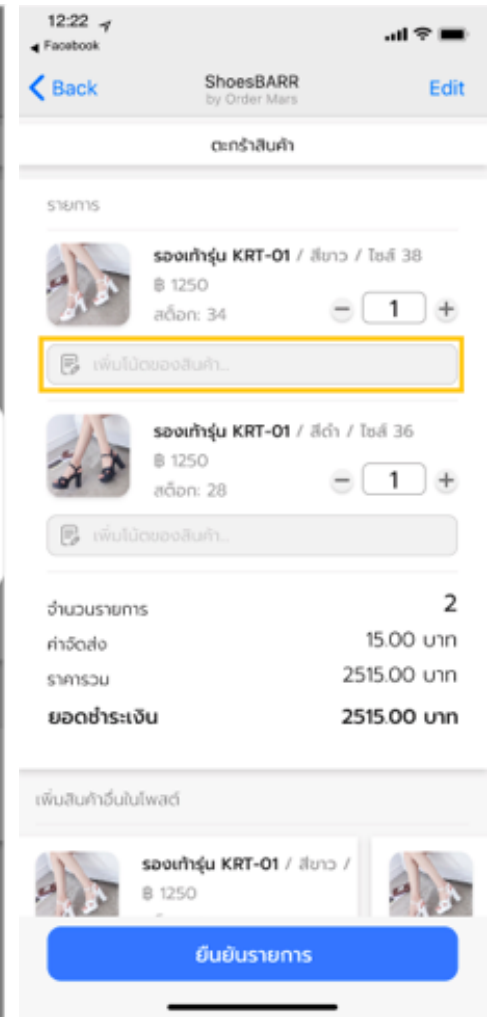 12:22
Facebook
Back
ShoesBARR
Edit
by Order Mars
ตะกร้าสินค้า
รายการ
รองเท้ารุ่น KRT-01 / สีขาว / ไซส์ 38
฿ 1250
สต็อก: 34
1
เพิ่มโน้ตของสินค้า...
รองเท้ารุ่น KRT-01 / สีดำ / ไซส์ 36
฿ 1250
สต็อก: 28
1
เพิ่มโน้ตของสินค้า...
จำนวนรายการ 2
ค่าจัดส่ง 15.00 บาท
ราคารวม 2515.00 บาท
ยอดชำระเงิน 2515.00 บาท
เพิ่มสินค้าอื่นในโพสต์
รองเท้ารุ่น KRT-01 / สีขาว /
฿ 1250
ยืนยันรายการ